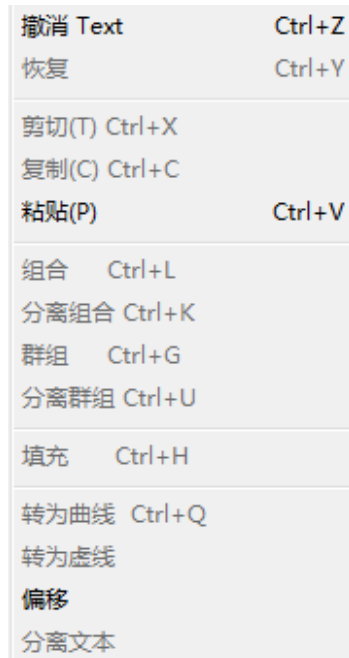 撤消 Text Ctrl+Z
恢复 Ctrl+Y
剪切(T) Ctrl+X
复制(C) Ctrl+C
粘贴(P) Ctrl+V
组合 Ctrl+L
分离组合 Ctrl+K
群组 Ctrl+G
分离群组 Ctrl+U
填充 Ctrl+H
转为曲线 Ctrl+Q
转为虚线
偏移
分离文本